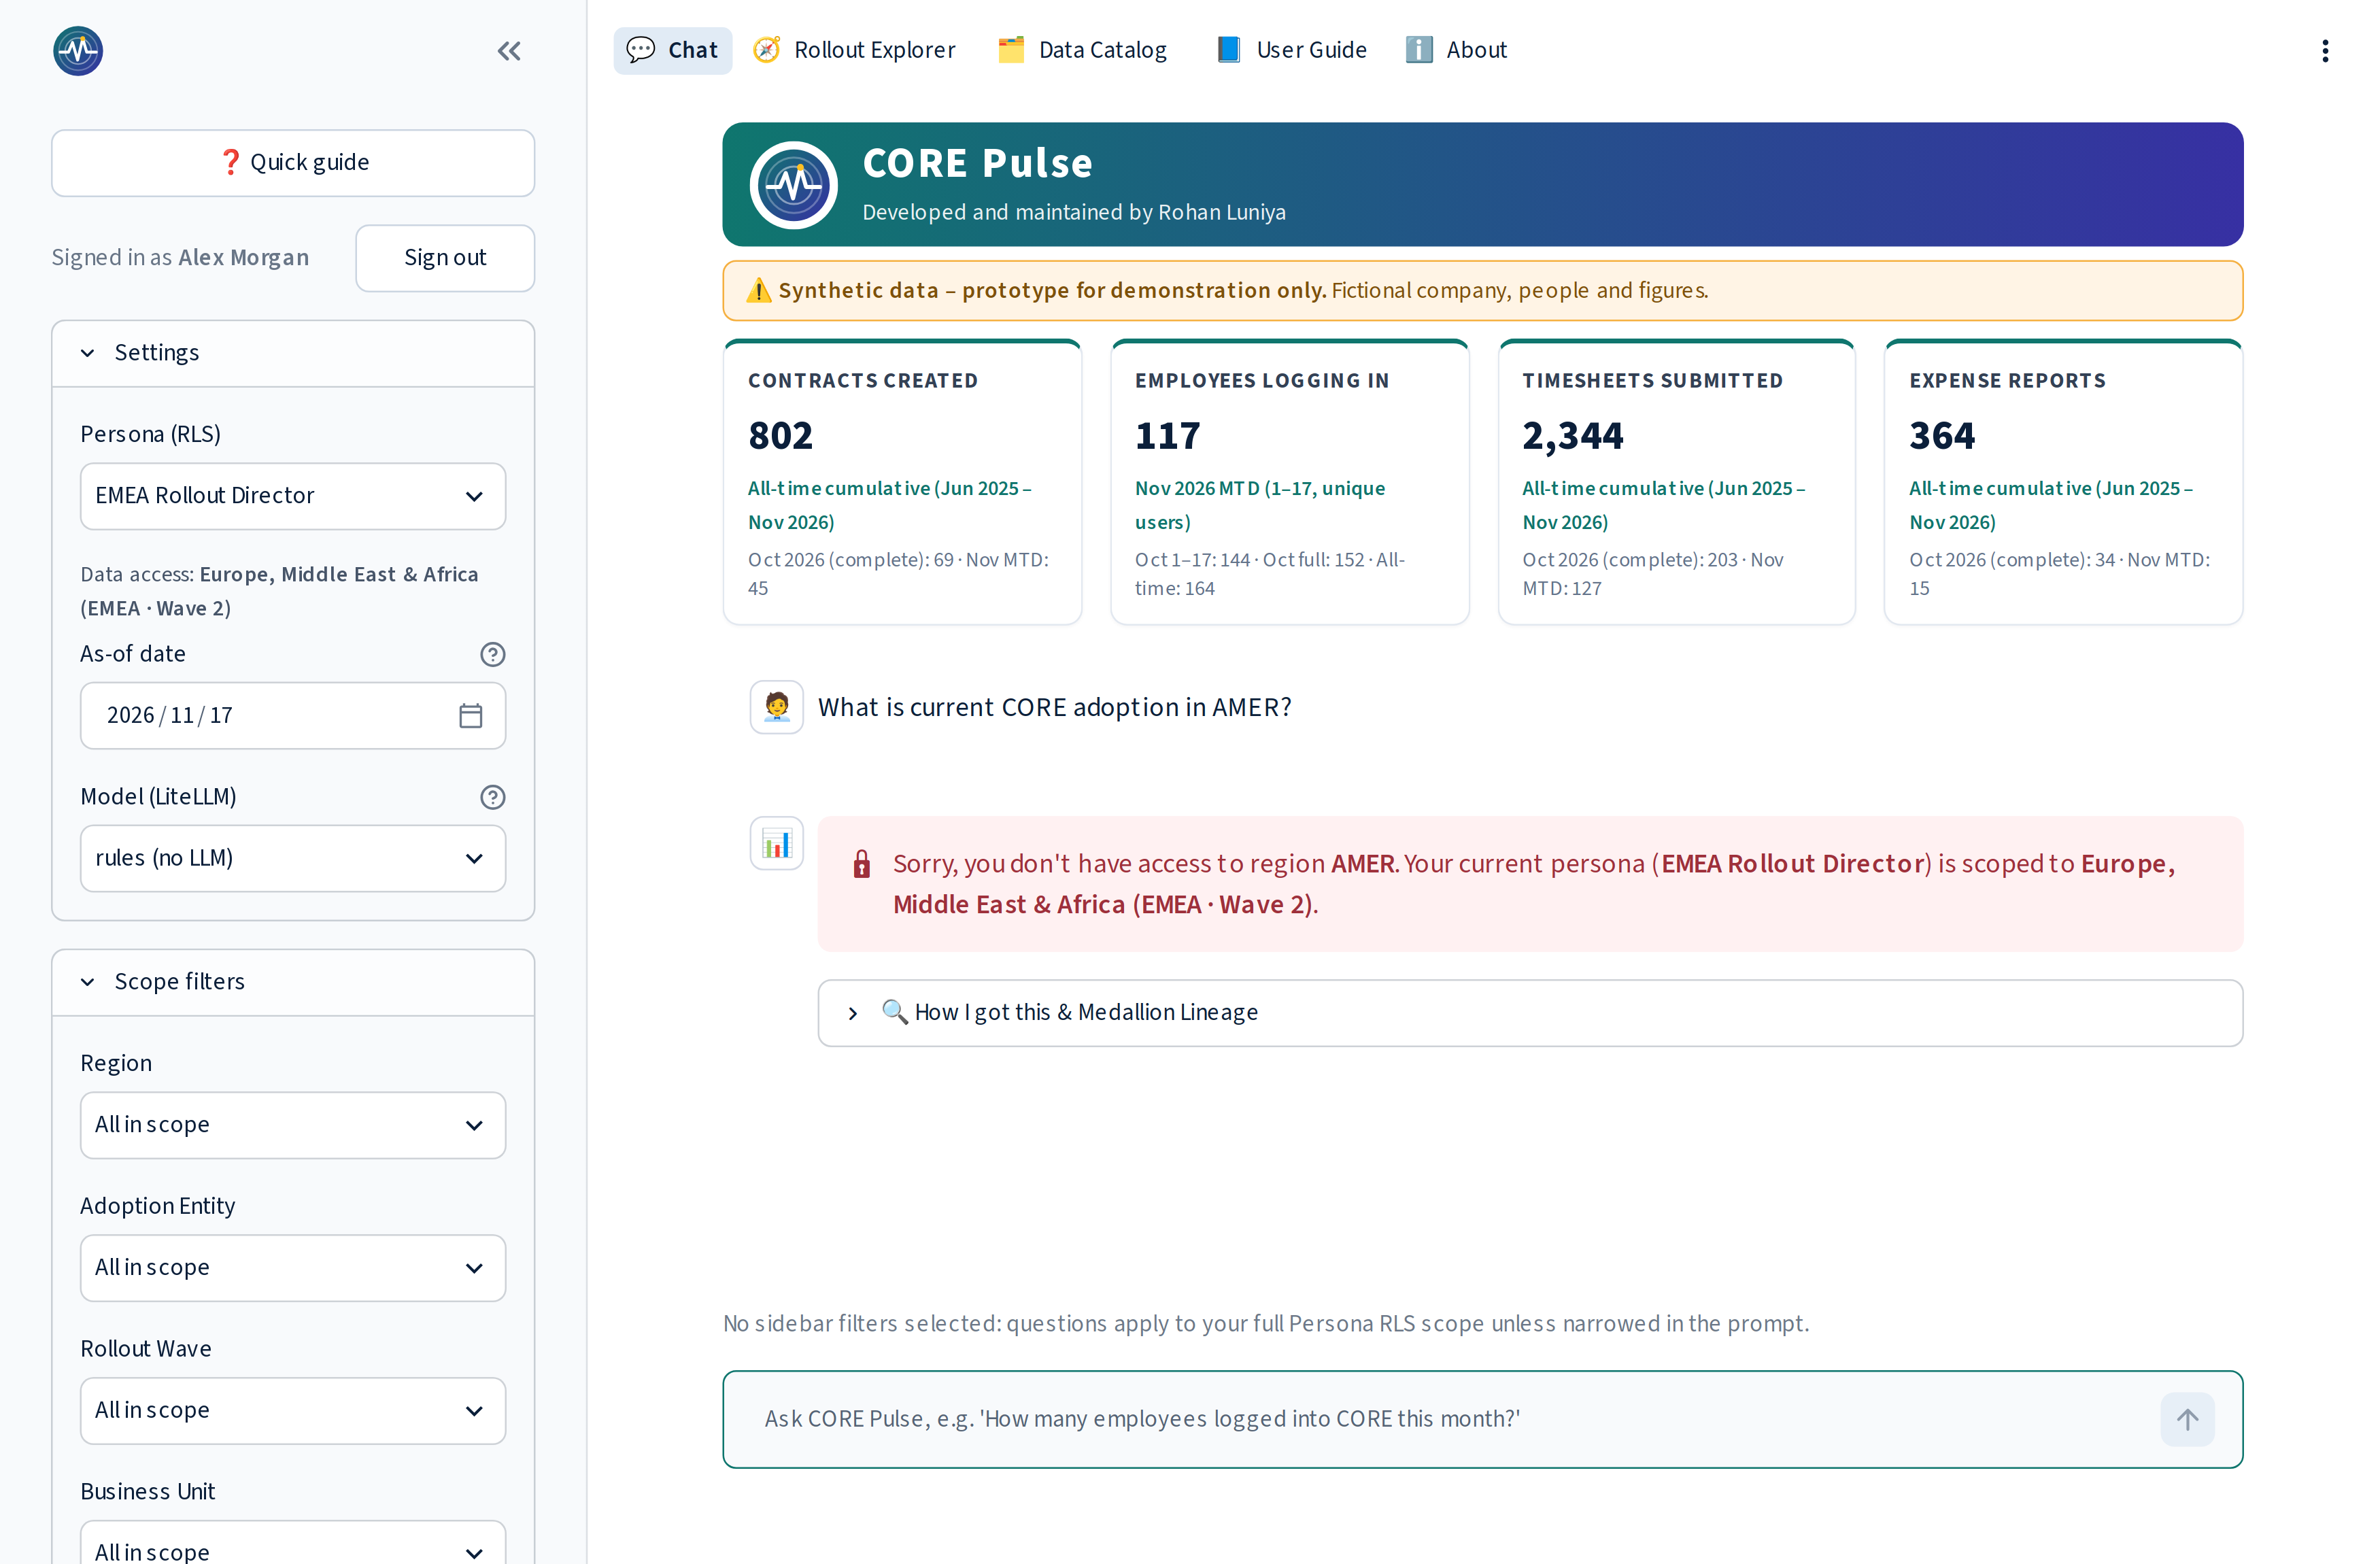 Quick guide
Signed in as Alex Morgan
Sign out
Settings
Persona (RLS)
EMEA Rollout Director
Data access: Europe, Middle East & Africa
(EMEA · Wave 2)
As-of date
2026 / 11 / 17
Model (LiteLLM)
rules (no LLM)
Scope filters
Region
All in scope
Adoption Entity
All in scope
Rollout Wave
All in scope
Business Unit
All in scope
Chat
Rollout Explorer
Data Catalog
User Guide
About
CORE Pulse
Developed and maintained by Rohan Luniya
Synthetic data – prototype for demonstration only. Fictional company, people and figures.
CONTRACTS CREATED
802
All-time cumulative (Jun 2025 –
Nov 2026)
Oct 2026 (complete): 69 · Nov MTD:
45
EMPLOYEES LOGGING IN
117
Nov 2026 MTD (1–17, unique
users)
Oct 1–17: 144 · Oct full: 152 · All-
time: 164
TIMESHEETS SUBMITTED
2,344
All-time cumulative (Jun 2025 –
Nov 2026)
Oct 2026 (complete): 203 · Nov
MTD: 127
EXPENSE REPORTS
364
All-time cumulative (Jun 2025 –
Nov 2026)
Oct 2026 (complete): 34 · Nov MTD:
15
What is current CORE adoption in AMER?
Sorry, you don't have access to region AMER. Your current persona (EMEA Rollout Director) is scoped to Europe,
Middle East & Africa (EMEA · Wave 2).
How I got this & Medallion Lineage
No sidebar filters selected: questions apply to your full Persona RLS scope unless narrowed in the prompt.
Ask CORE Pulse, e.g. 'How many employees logged into CORE this month?'